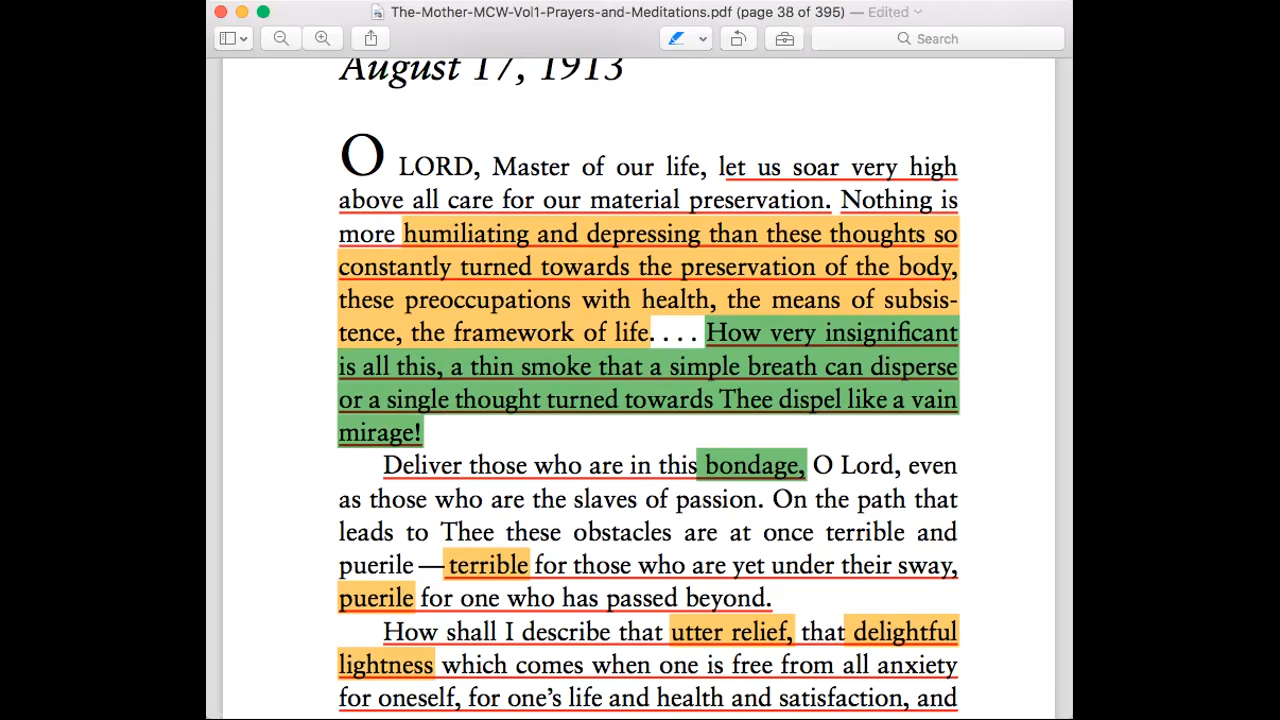 The-Mother-MCW-Vol1-Prayers-and-Meditations.pdf (page 38 of 395) — Edited
Search
August 17, 1913
O LORD, Master of our life, let us soar very high
above all care for our material preservation. Nothing is
more humiliating and depressing than these thoughts so
constantly turned towards the preservation of the body,
these preoccupations with health, the means of subsis-
tence, the framework of life. . . . How very insignificant
is all this, a thin smoke that a simple breath can disperse
or a single thought turned towards Thee dispel like a vain
mirage!
Deliver those who are in this bondage, O Lord, even
as those who are the slaves of passion. On the path that
leads to Thee these obstacles are at once terrible and
puerile — terrible for those who are yet under their sway,
puerile for one who has passed beyond.
How shall I describe that utter relief, that delightful
lightness which comes when one is free from all anxiety
for oneself, for one’s life and health and satisfaction, and